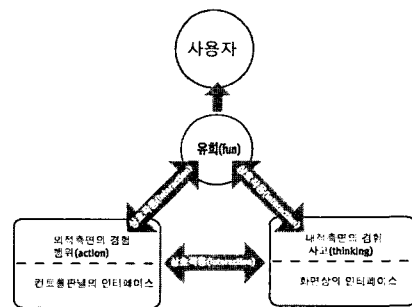 사용자
유희(fun)
외적측면의 경험
범위(action)
컨트롤판넬의 인터페이스
내적측면의 경험
사고(thinking)
화면상의 인터페이스